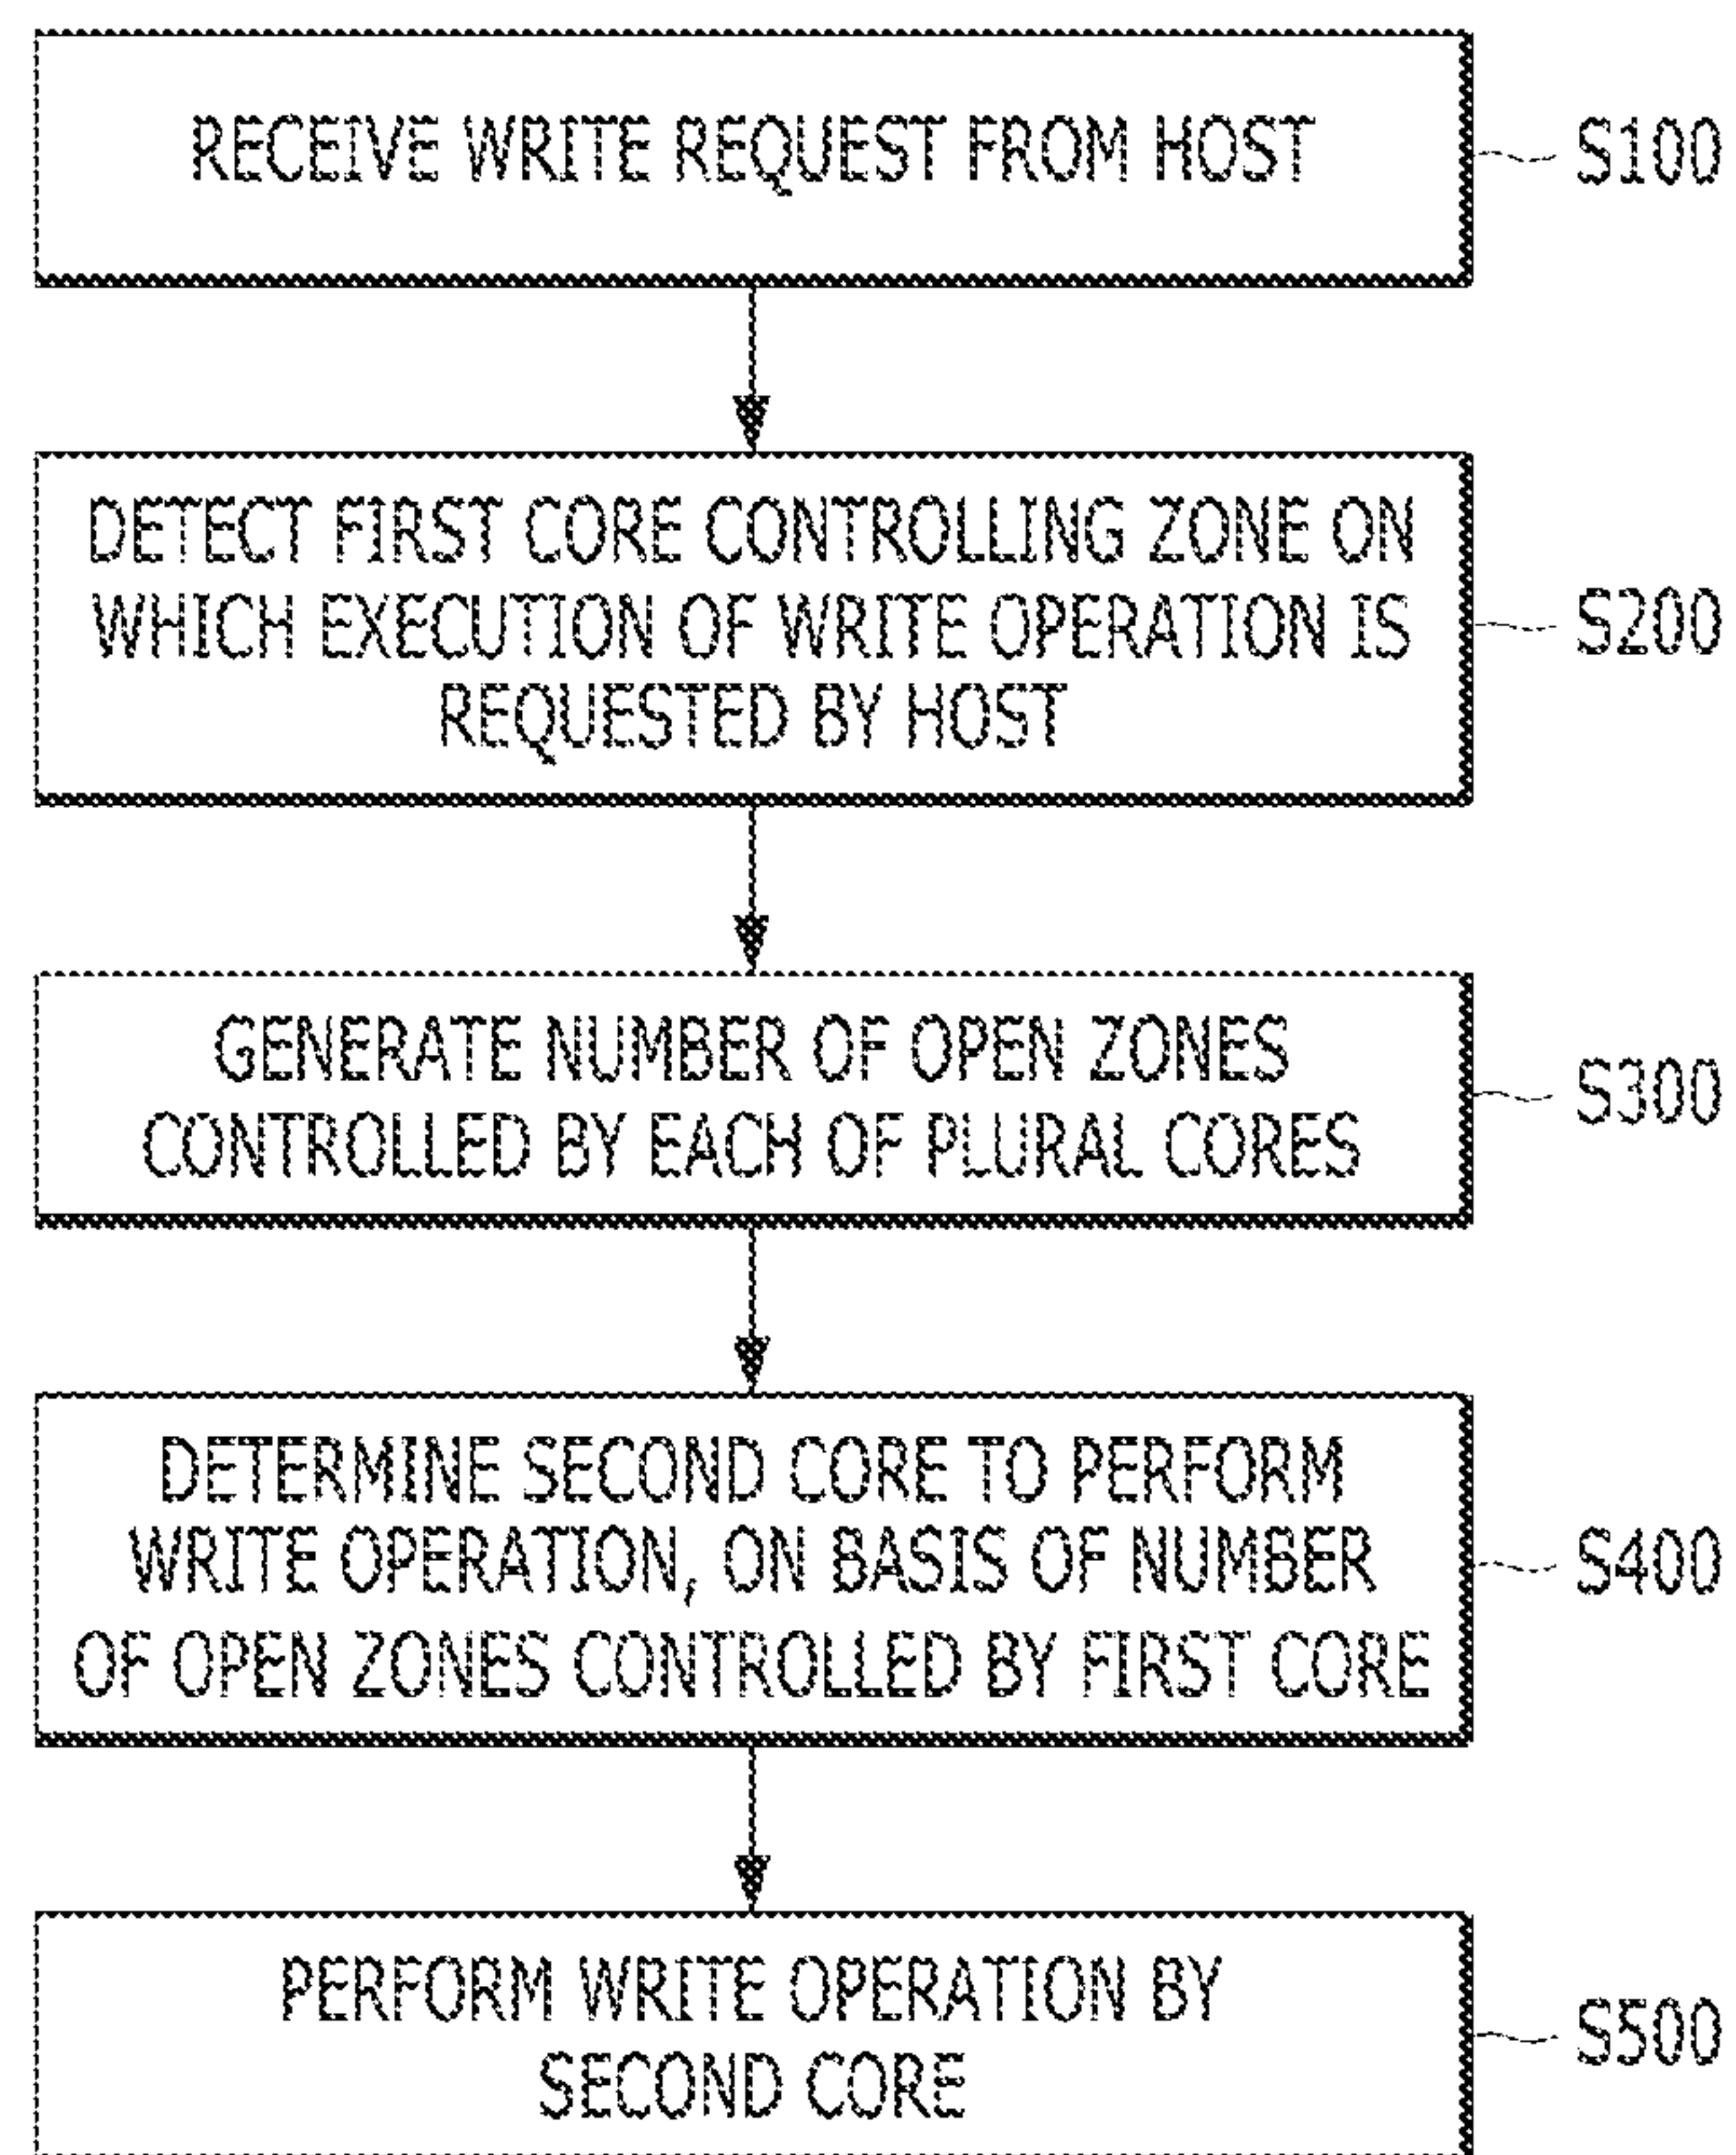 RECEIVE WRITE REQUEST FROM HOST
S100
DETECT FIRST CORE CONTROLLING ZONE ON
WHICH EXECUTION OF WRITE OPERATION IS
REQUESTED BY HOST
S200
GENERATE NUMBER OF OPEN ZONES
CONTROLLED BY EACH OF PLURAL CORES
S300
DETERMINE SECOND CORE TO PERFORM
WRITE OPERATION, ON BASIS OF NUMBER
OF OPEN ZONES CONTROLLED BY FIRST CORE
S400
PERFORM WRITE OPERATION BY
SECOND CORE
S500